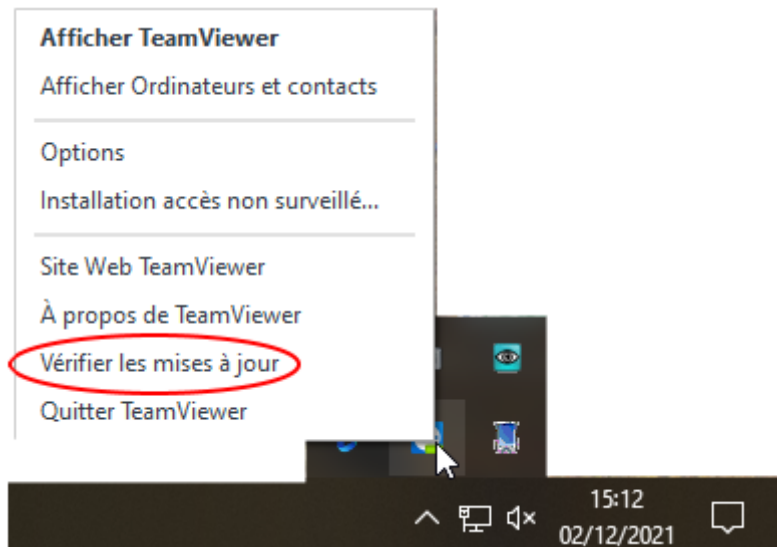 Afficher TeamViewer
Afficher Ordinateurs et contacts
Options
Installation accès non surveillé...
Site Web TeamViewer
À propos de TeamViewer
Vérifier les mises à jour
Quitter TeamViewer
15:12
02/12/2021